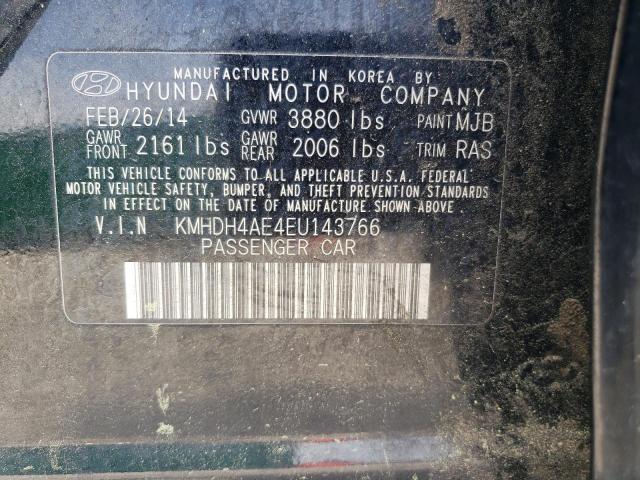 MANUFACTURED IN KOREA BY
HYUNDAI MOTOR COMPANY
FEB/26/14 GVWR 3880 lbs PAINT MJB
GAWR FRONT 2161 lbs GAWR REAR 2006 lbs TRIM RAS
THIS VEHICLE CONFORMS TO ALL APPLICABLE U.S.A. FEDERAL
MOTOR VEHICLE SAFETY, BUMPER, AND THEFT PREVENTION STANDARDS
IN EFFECT ON THE DATE OF MANUFACTURE SHOWN ABOVE.
V.I.N KMHDH4AE4EU143766
PASSENGER CAR